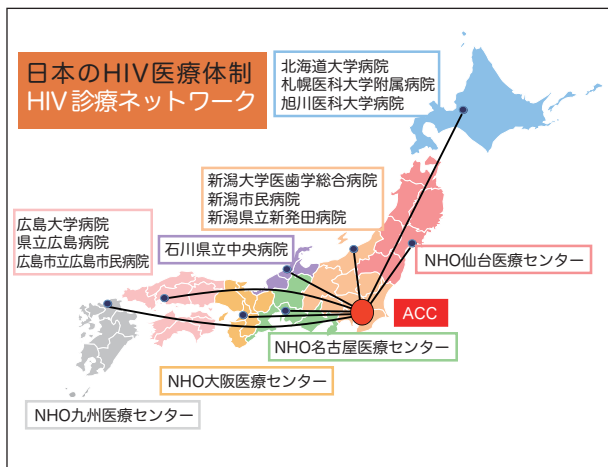 日本のHIV医療体制
HIV診療ネットワーク
北海道大学病院
札幌医科大学附属病院
旭川医科大学病院
新潟大学医歯学総合病院
新潟市民病院
新潟県立新発田病院
広島大学病院
県立広島病院
広島市立広島市民病院
石川県立中央病院
NHO仙台医療センター
ACC
NHO名古屋医療センター
NHO大阪医療センター
NHO九州医療センター